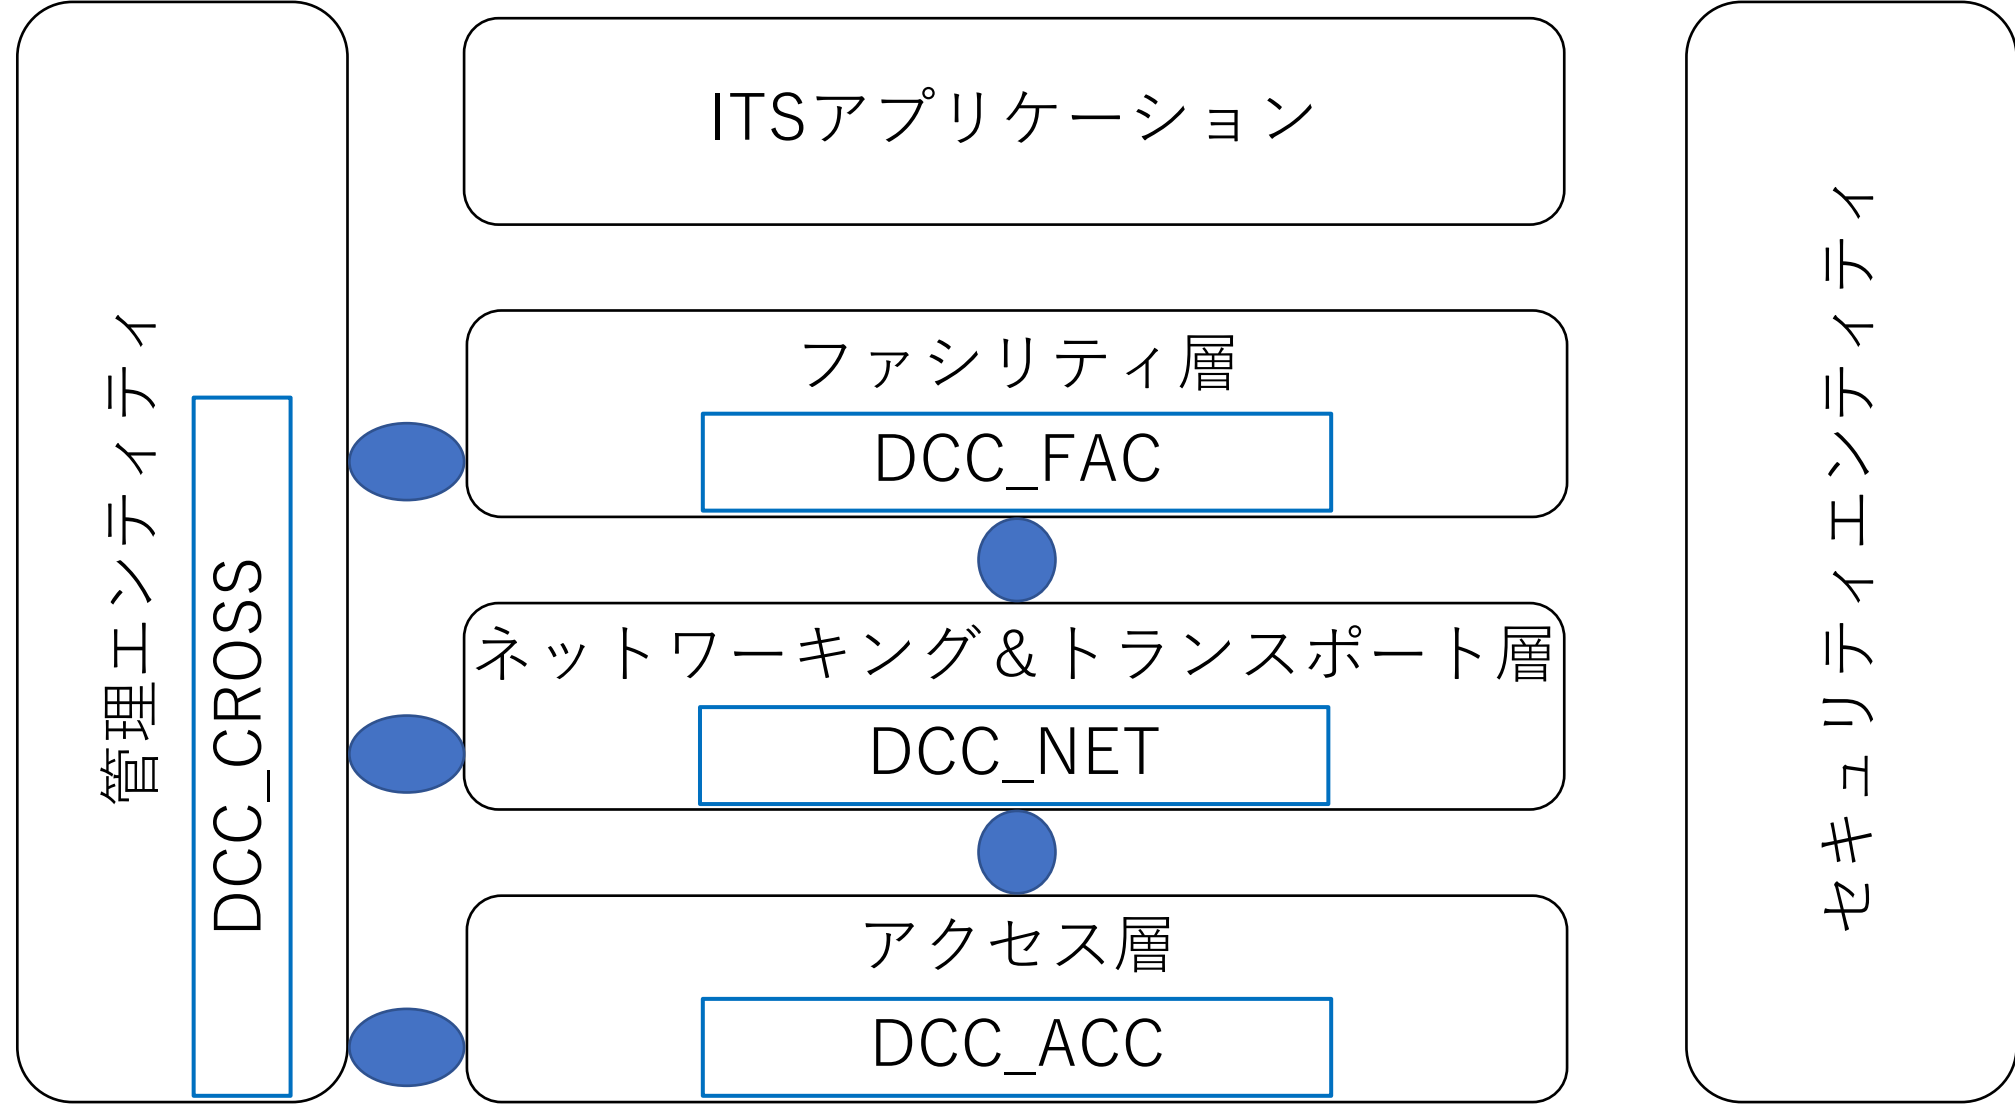 管理エンティティ
DCC_CROSS
ITSアプリケーション
ファシリティ層
DCC_FAC
ネットワーキング＆トランスポート層
DCC_NET
アクセス層
DCC_ACC
セキュリティエンティティ